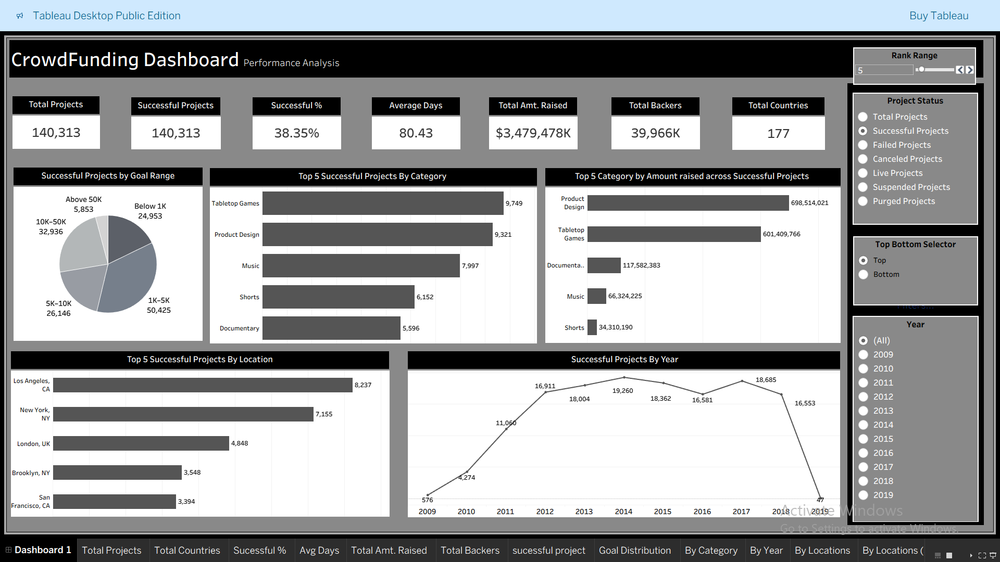 Tableau Desktop Public Edition
Buy Tableau
CrowdFunding Dashboard Performance Analysis
Rank Range
5
Total Projects
140,313
Successful Projects
140,313
Successful %
38.35%
Average Days
80.43
Total Amt. Raised
$3,479,478K
Total Backers
39,966K
Total Countries
177
Project Status
Total Projects
Successful Projects
Failed Projects
Canceled Projects
Live Projects
Suspended Projects
Purged Projects
Successful Projects by Goal Range
Above 50K
5,853
Below 1K
24,953
10K–50K
32,936
5K–10K
26,146
1K–5K
50,425
Top 5 Successful Projects By Category
Tabletop Games
9,749
Product Design
9,321
Music
7,997
Shorts
6,152
Documentary
5,596
Top 5 Category by Amount raised across Successful Projects
Product
Design
698,514,021
Tabletop
Games
601,409,766
Documenta..
117,582,383
Music
66,324,225
Shorts
34,310,190
Top Bottom Selector
Top
Bottom
Filters...
Year
(All)
2009
2010
2011
2012
2013
2014
2015
2016
2017
2018
2019
Top 5 Successful Projects By Location
Los Angeles,
CA
8,237
New York,
NY
7,155
London, UK
4,848
Brooklyn, NY
3,548
San
Francisco, CA
3,394
Successful Projects By Year
576
4,274
11,060
16,911
18,004
19,260
18,362
16,581
18,685
16,553
47
2009 2010 2011 2012 2013 2014 2015 2016 2017 2018 2019
Activate Windows
Go to Settings to activate Windows.
Dashboard 1 Total Projects Total Countries Sucessful % Avg Days Total Amt. Raised Total Backers sucessful project Goal Distribution By Category By Year By Locations By Locations (